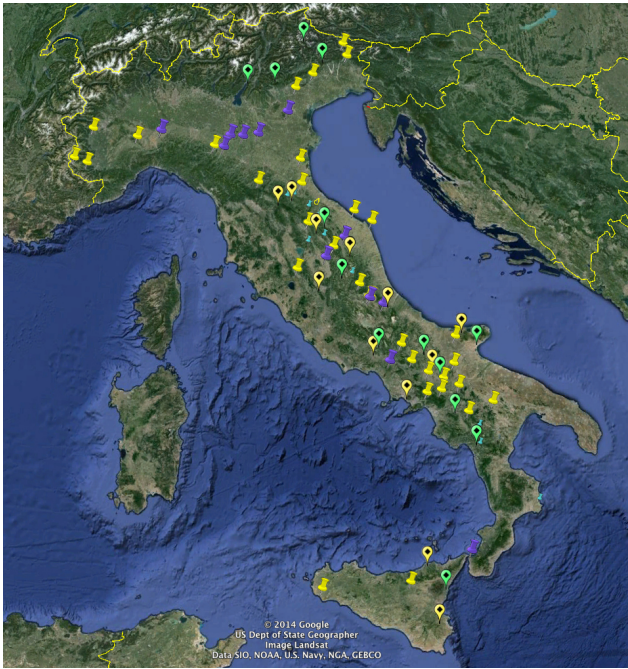 © 2014 Google
US Dept of State Geographer
Image Landsat
Data SIO, NOAA, U.S. Navy, NGA, GEBCO